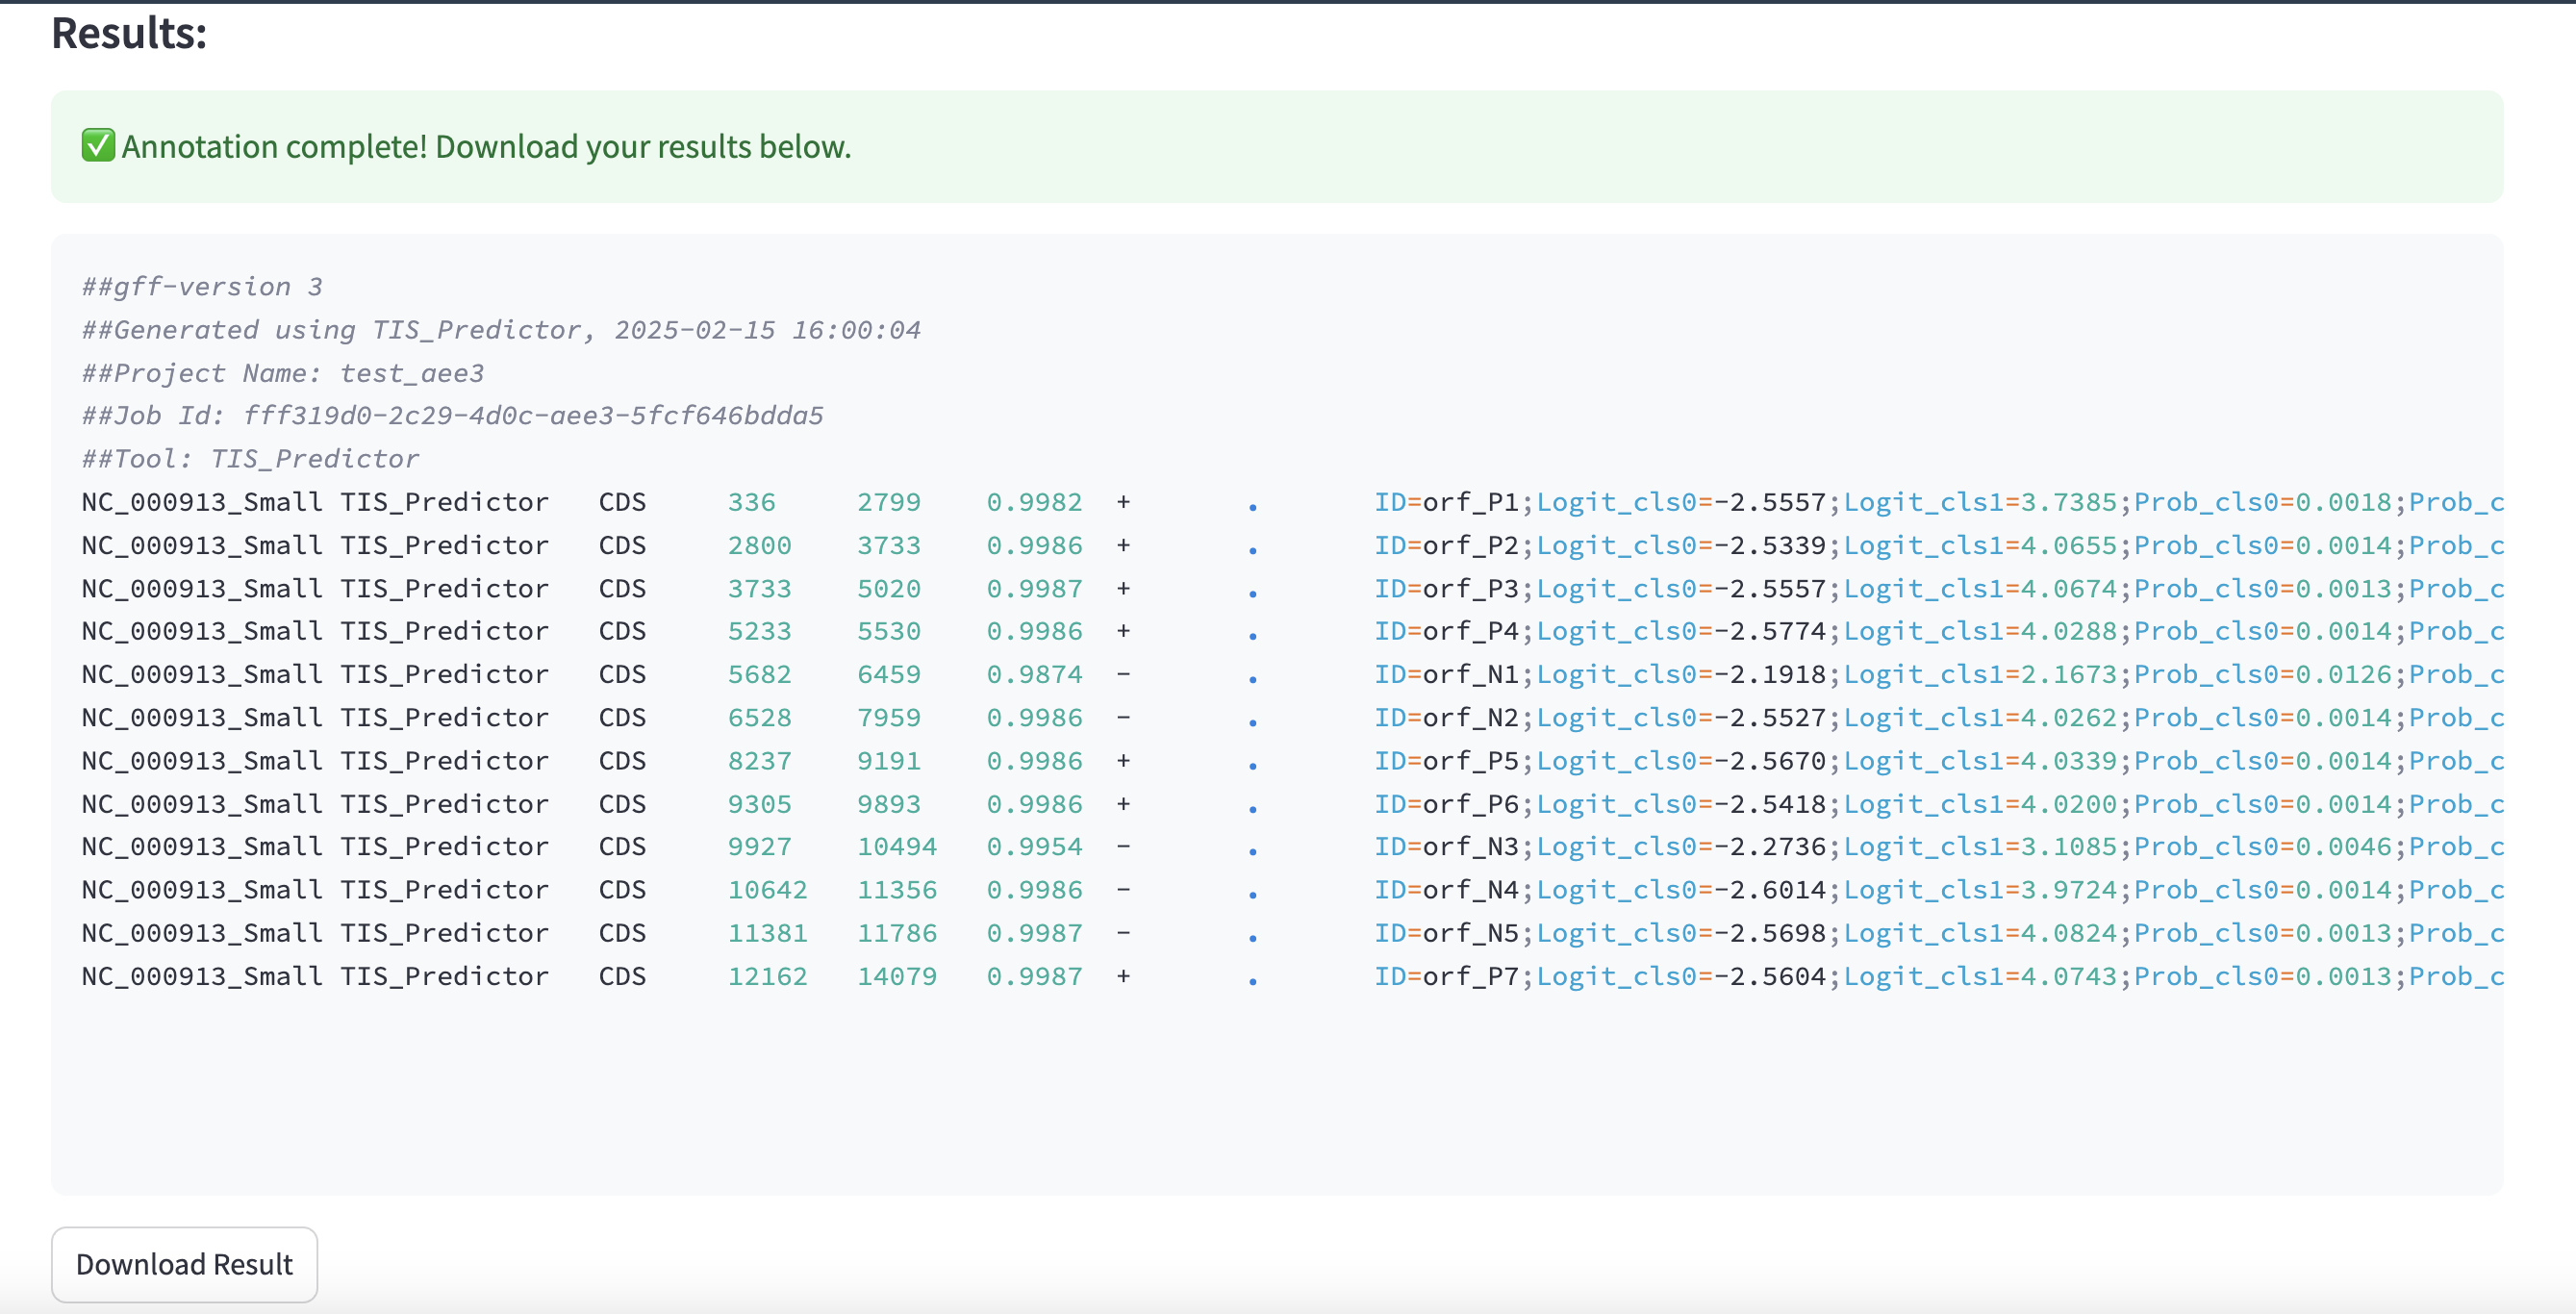 Results:
✅ Annotation complete! Download your results below.
##gff-version 3
##Generated using TIS_Predictor, 2025-02-15 16:00:04
##Project Name: test_aee3
##Job Id: fff319d0-2c29-4d0c-aee3-5fcf646bdda5
##Tool: TIS_Predictor
NC_000913_Small TIS_Predictor CDS 336 2799 0.9982 + . ID=orf_P1;Logit_cls0=-2.5557;Logit_cls1=3.7385;Prob_cls0=0.0018;Prob_c
NC_000913_Small TIS_Predictor CDS 2800 3733 0.9986 + . ID=orf_P2;Logit_cls0=-2.5339;Logit_cls1=4.0655;Prob_cls0=0.0014;Prob_c
NC_000913_Small TIS_Predictor CDS 3733 5020 0.9987 + . ID=orf_P3;Logit_cls0=-2.5557;Logit_cls1=4.0674;Prob_cls0=0.0013;Prob_c
NC_000913_Small TIS_Predictor CDS 5233 5530 0.9986 + . ID=orf_P4;Logit_cls0=-2.5774;Logit_cls1=4.0288;Prob_cls0=0.0014;Prob_c
NC_000913_Small TIS_Predictor CDS 5682 6459 0.9874 - . ID=orf_N1;Logit_cls0=-2.1918;Logit_cls1=2.1673;Prob_cls0=0.0126;Prob_c
NC_000913_Small TIS_Predictor CDS 6528 7959 0.9986 - . ID=orf_N2;Logit_cls0=-2.5527;Logit_cls1=4.0262;Prob_cls0=0.0014;Prob_c
NC_000913_Small TIS_Predictor CDS 8237 9191 0.9986 + . ID=orf_P5;Logit_cls0=-2.5670;Logit_cls1=4.0339;Prob_cls0=0.0014;Prob_c
NC_000913_Small TIS_Predictor CDS 9305 9893 0.9986 + . ID=orf_P6;Logit_cls0=-2.5418;Logit_cls1=4.0200;Prob_cls0=0.0014;Prob_c
NC_000913_Small TIS_Predictor CDS 9927 10494 0.9954 - . ID=orf_N3;Logit_cls0=-2.2736;Logit_cls1=3.1085;Prob_cls0=0.0046;Prob_c
NC_000913_Small TIS_Predictor CDS 10642 11356 0.9986 - . ID=orf_N4;Logit_cls0=-2.6014;Logit_cls1=3.9724;Prob_cls0=0.0014;Prob_c
NC_000913_Small TIS_Predictor CDS 11381 11786 0.9987 - . ID=orf_N5;Logit_cls0=-2.5698;Logit_cls1=4.0824;Prob_cls0=0.0013;Prob_c
NC_000913_Small TIS_Predictor CDS 12162 14079 0.9987 + . ID=orf_P7;Logit_cls0=-2.5604;Logit_cls1=4.0743;Prob_cls0=0.0013;Prob_c
Download Result